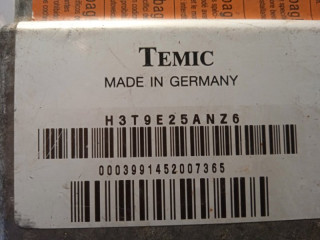 TEMIC
MADE IN GERMANY
H3T9E25ANZ6
0003991452007365